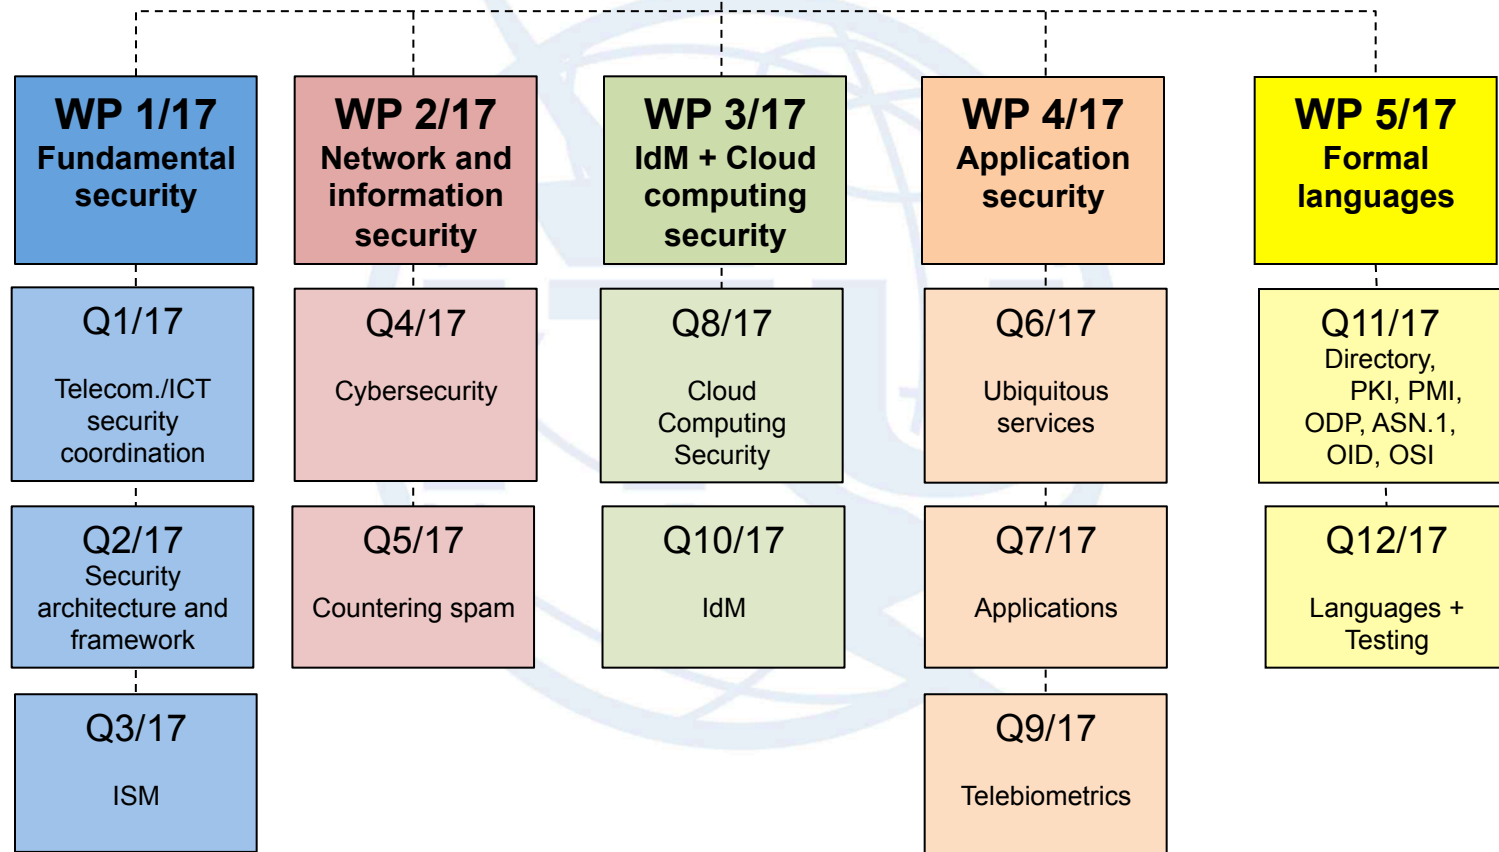 WP 1/17
Fundamental
security
WP 2/17
Network and
information
security
WP 3/17
IdM + Cloud
computing
security
WP 4/17
Application
security
WP 5/17
Formal
languages
Q1/17
Telecom./ICT
security
coordination
Q4/17
Cybersecurity
Q8/17
Cloud
Computing
Security
Q6/17
Ubiquitous
services
Q11/17
Directory,
PKI, PMI,
ODP, ASN.1,
OID, OSI
Q2/17
Security
architecture and
framework
Q5/17
Countering spam
Q10/17
IdM
Q7/17
Applications
Q12/17
Languages +
Testing
Q3/17
ISM
Q9/17
Telebiometrics
ITU